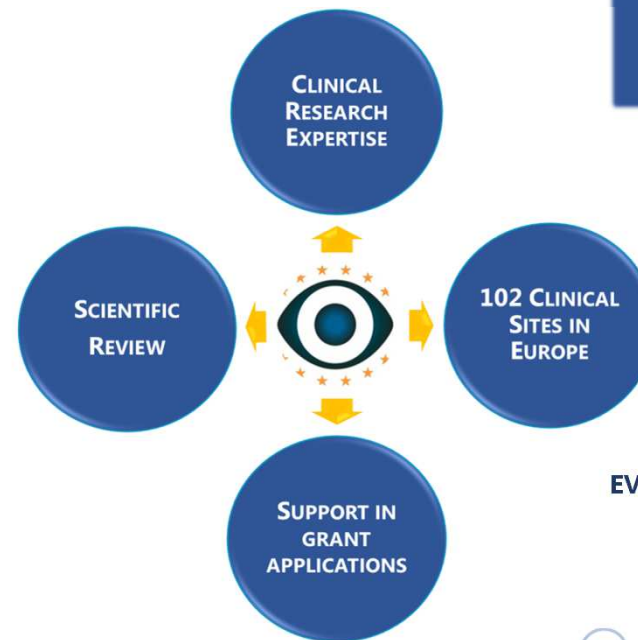 CLINICAL
RESEARCH
EXPERTISE
SCIENTIFIC
REVIEW
102 CLINICAL
SITES IN
EUROPE
EV
SUPPORT IN
GRANT
APPLICATIONS